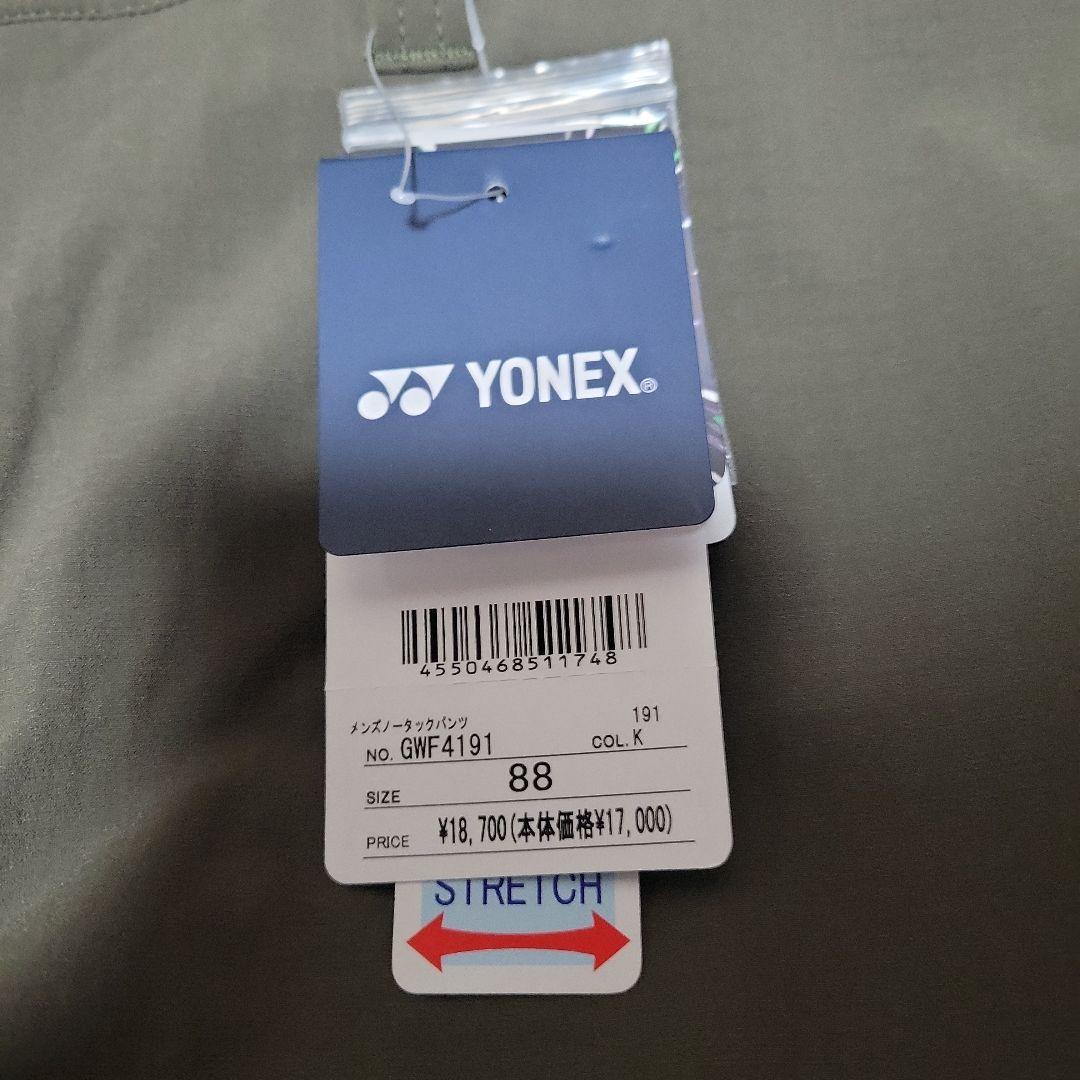 YONEX®
4550468511748
メンズノータックパンツ 191
NO. GWF4191 COL. K
SIZE 88
PRICE ¥18,700(本体価格¥17,000)
STRETCH